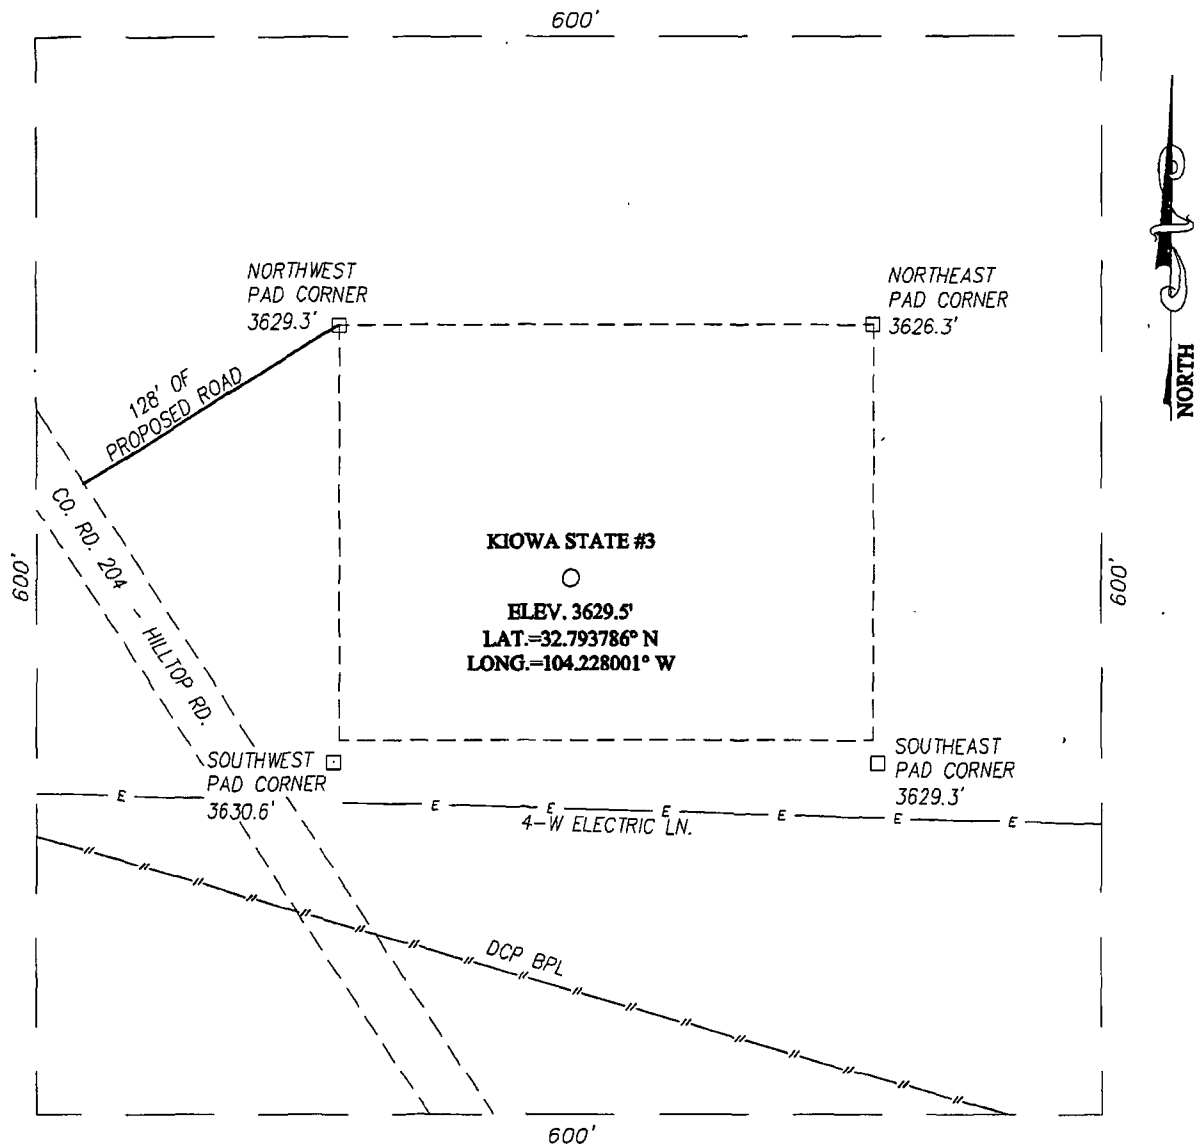 600'
NORTHWEST
PAD CORNER
3629.3'
NORTHEAST
PAD CORNER
3626.3'
NORTH
128' OF
PROPOSED ROAD
CO. RD. 204 - HILLTOP RD.
600'
600'
KIOWA STATE #3
ELEV. 3629.5'
LAT.=32.793786° N
LONG.=104.228001° W
SOUTHWEST
PAD CORNER
3630.6'
SOUTHEAST
PAD CORNER
3629.3'
E E E E E E E
4-W ELECTRIC LN.
DCP BPL
600'